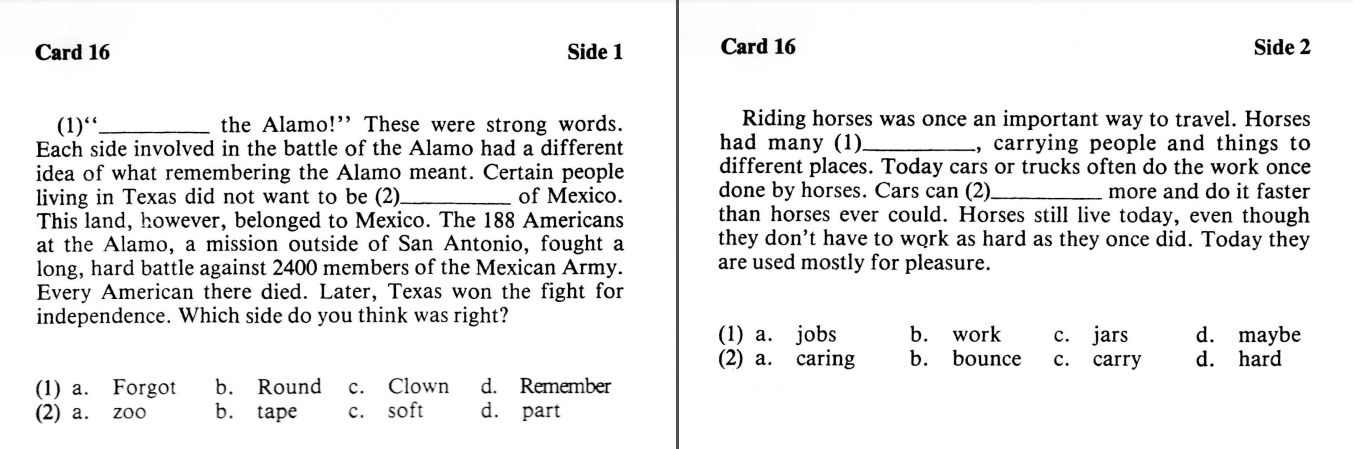 Card 16 Side 1
(1)“__________ the Alamo!” These were strong words.
Each side involved in the battle of the Alamo had a different
idea of what remembering the Alamo meant. Certain people
living in Texas did not want to be (2)__________ of Mexico.
This land, however, belonged to Mexico. The 188 Americans
at the Alamo, a mission outside of San Antonio, fought a
long, hard battle against 2400 members of the Mexican Army.
Every American there died. Later, Texas won the fight for
independence. Which side do you think was right?
(1) a. Forgot b. Round c. Clown d. Remember
(2) a. zoo b. tape c. soft d. part
Card 16 Side 2
Riding horses was once an important way to travel. Horses
had many (1)__________, carrying people and things to
different places. Today cars or trucks often do the work once
done by horses. Cars can (2)__________ more and do it faster
than horses ever could. Horses still live today, even though
they don’t have to work as hard as they once did. Today they
are used mostly for pleasure.
(1) a. jobs b. work c. jars d. maybe
(2) a. caring b. bounce c. carry d. hard